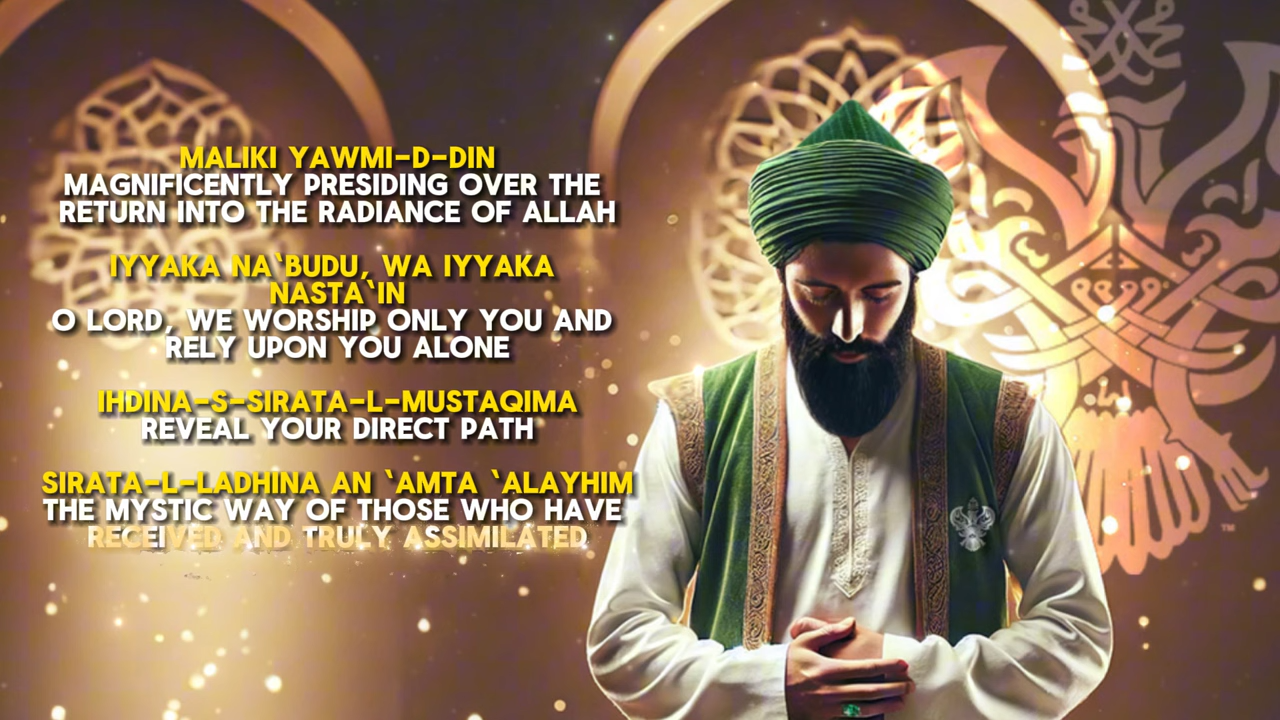 MALIKI YAWMI-D-DIN
MAGNIFICENTLY PRESIDING OVER THE
RETURN INTO THE RADIANCE OF ALLAH
IYYAKA NA`BUDU, WA IYYAKA
NASTA`IN
O LORD, WE WORSHIP ONLY YOU AND
RELY UPON YOU ALONE
IHDINA-S-SIRATA-L-MUSTAQIMA
REVEAL YOUR DIRECT PATH
SIRATA-L-LADHINA AN `AMTA `ALAYHIM
THE MYSTIC WAY OF THOSE WHO HAVE
RECEIVED AND TRULY ASSIMILATED
TM